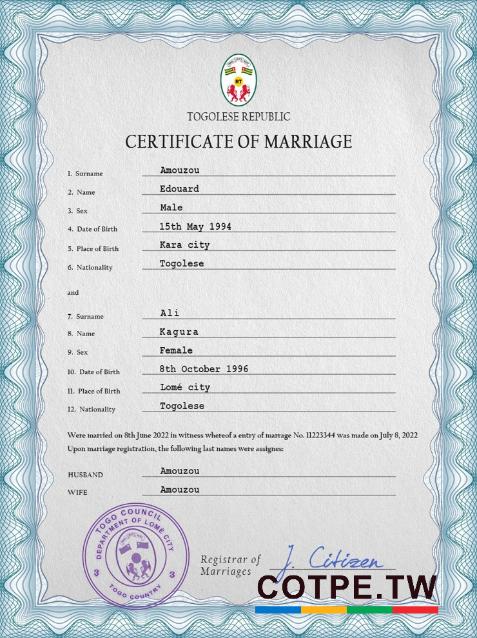 TOGOLESE REPUBLIC
CERTIFICATE OF MARRIAGE
1. Surname Amouzou
2. Name Edouard
3. Sex Male
4. Date of Birth 15th May 1994
5. Place of Birth Kara city
6. Nationality Togolese
and
7. Surname Ali
8. Name Kagura
9. Sex Female
10. Date of Birth 8th October 1996
11. Place of Birth Lomé city
12. Nationality Togolese
Were married on 8th June 2022 in witness whereof a entry of marrage No. 11223344 was made on July 8, 2022
Upon marriage registration, the following last names were assignes:
HUSBAND Amouzou
WIFE Amouzou
TOGO COUNCIL
DEPARTMENT OF LOMÉ CITY
TOGO COUNTRY
Registrar of
Marriages
J. Citizen
COTPE.TW